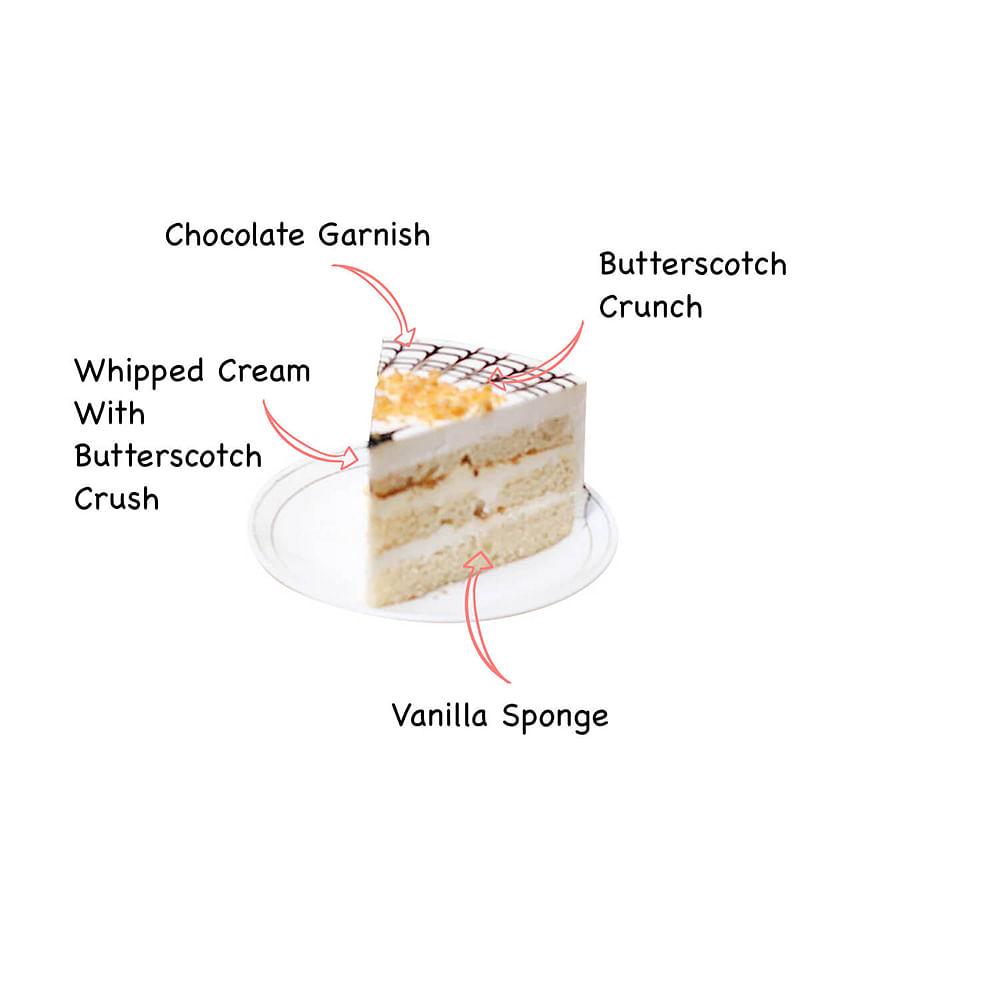 Chocolate Garnish
Butterscotch
Crunch
Whipped Cream
With
Butterscotch
Crush
Vanilla Sponge